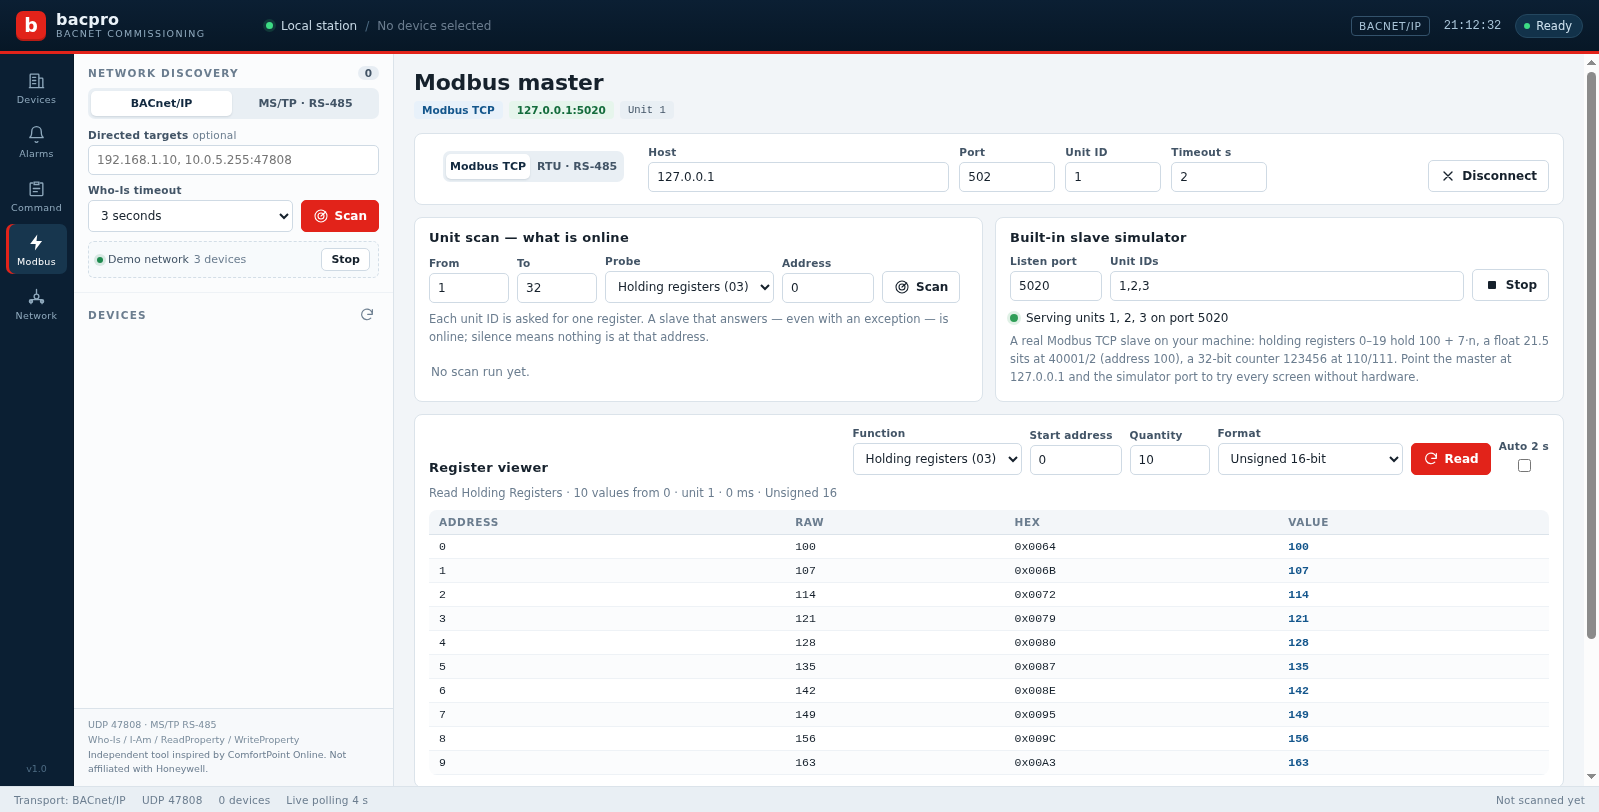 b bacpro
BACNET COMMISSIONING
Local station / No device selected
BACNET/IP 21:12:32 Ready
Devices
Alarms
Command
Modbus
Network
v1.0
NETWORK DISCOVERY 0
BACnet/IP MS/TP · RS-485
Directed targets optional
192.168.1.10, 10.0.5.255:47808
Who-Is timeout
3 seconds Scan
Demo network 3 devices Stop
DEVICES
UDP 47808 · MS/TP RS-485
Who-Is / I-Am / ReadProperty / WriteProperty
Independent tool inspired by ComfortPoint Online. Not
affiliated with Honeywell.
Modbus master
Modbus TCP 127.0.0.1:5020 Unit 1
Modbus TCP RTU · RS-485
Host Port Unit ID Timeout s
127.0.0.1 502 1 2 Disconnect
Unit scan — what is online
From To Probe Address
1 32 Holding registers (03) 0 Scan
Each unit ID is asked for one register. A slave that answers — even with an exception — is
online; silence means nothing is at that address.
No scan run yet.
Built-in slave simulator
Listen port Unit IDs
5020 1,2,3 Stop
Serving units 1, 2, 3 on port 5020
A real Modbus TCP slave on your machine: holding registers 0–19 hold 100 + 7·n, a float 21.5
sits at 40001/2 (address 100), a 32-bit counter 123456 at 110/111. Point the master at
127.0.0.1 and the simulator port to try every screen without hardware.
Register viewer
Function Start address Quantity Format Auto 2 s
Holding registers (03) 0 10 Unsigned 16-bit Read
Read Holding Registers · 10 values from 0 · unit 1 · 0 ms · Unsigned 16
ADDRESS RAW HEX VALUE
0 100 0x0064 100
1 107 0x006B 107
2 114 0x0072 114
3 121 0x0079 121
4 128 0x0080 128
5 135 0x0087 135
6 142 0x008E 142
7 149 0x0095 149
8 156 0x009C 156
9 163 0x00A3 163
Transport: BACnet/IP UDP 47808 0 devices Live polling 4 s Not scanned yet